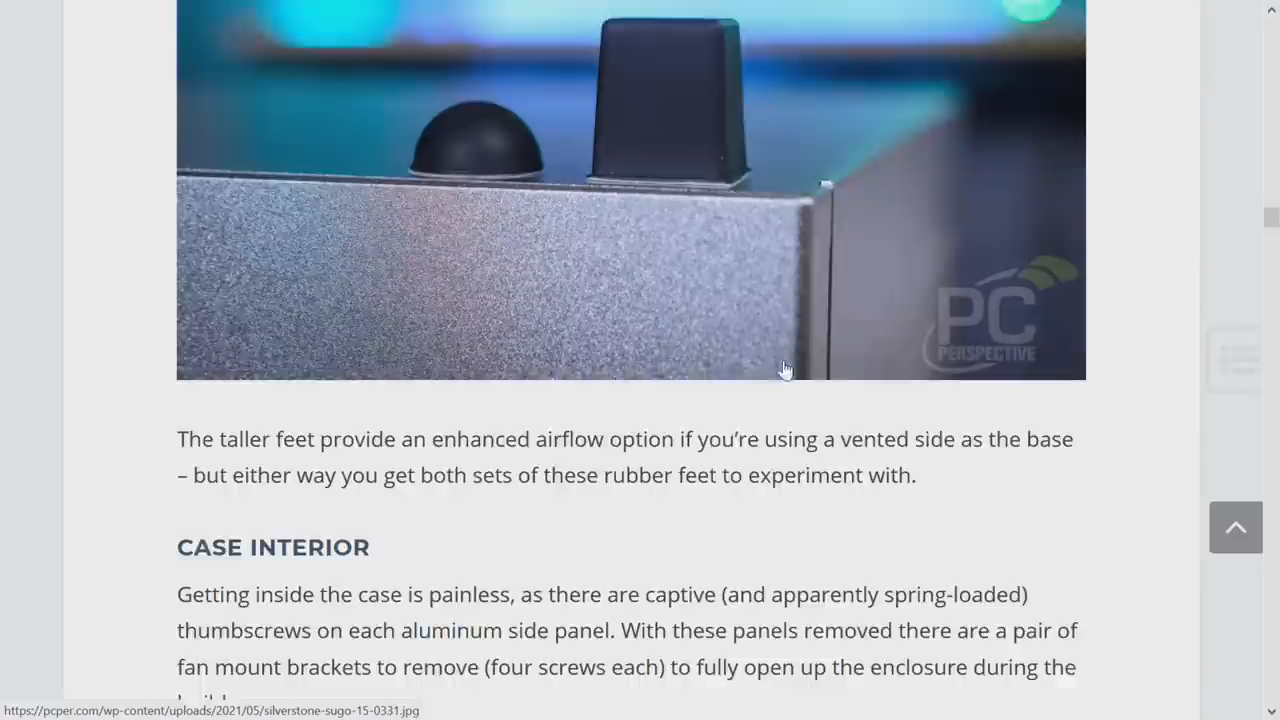 PC
PERSPECTIVE
The taller feet provide an enhanced airflow option if you’re using a vented side as the base
– but either way you get both sets of these rubber feet to experiment with.
CASE INTERIOR
Getting inside the case is painless, as there are captive (and apparently spring-loaded)
thumbscrews on each aluminum side panel. With these panels removed there are a pair of
fan mount brackets to remove (four screws each) to fully open up the enclosure during the
https://pcper.com/wp-content/uploads/2021/05/silverstone-sugo-15-0331.jpg